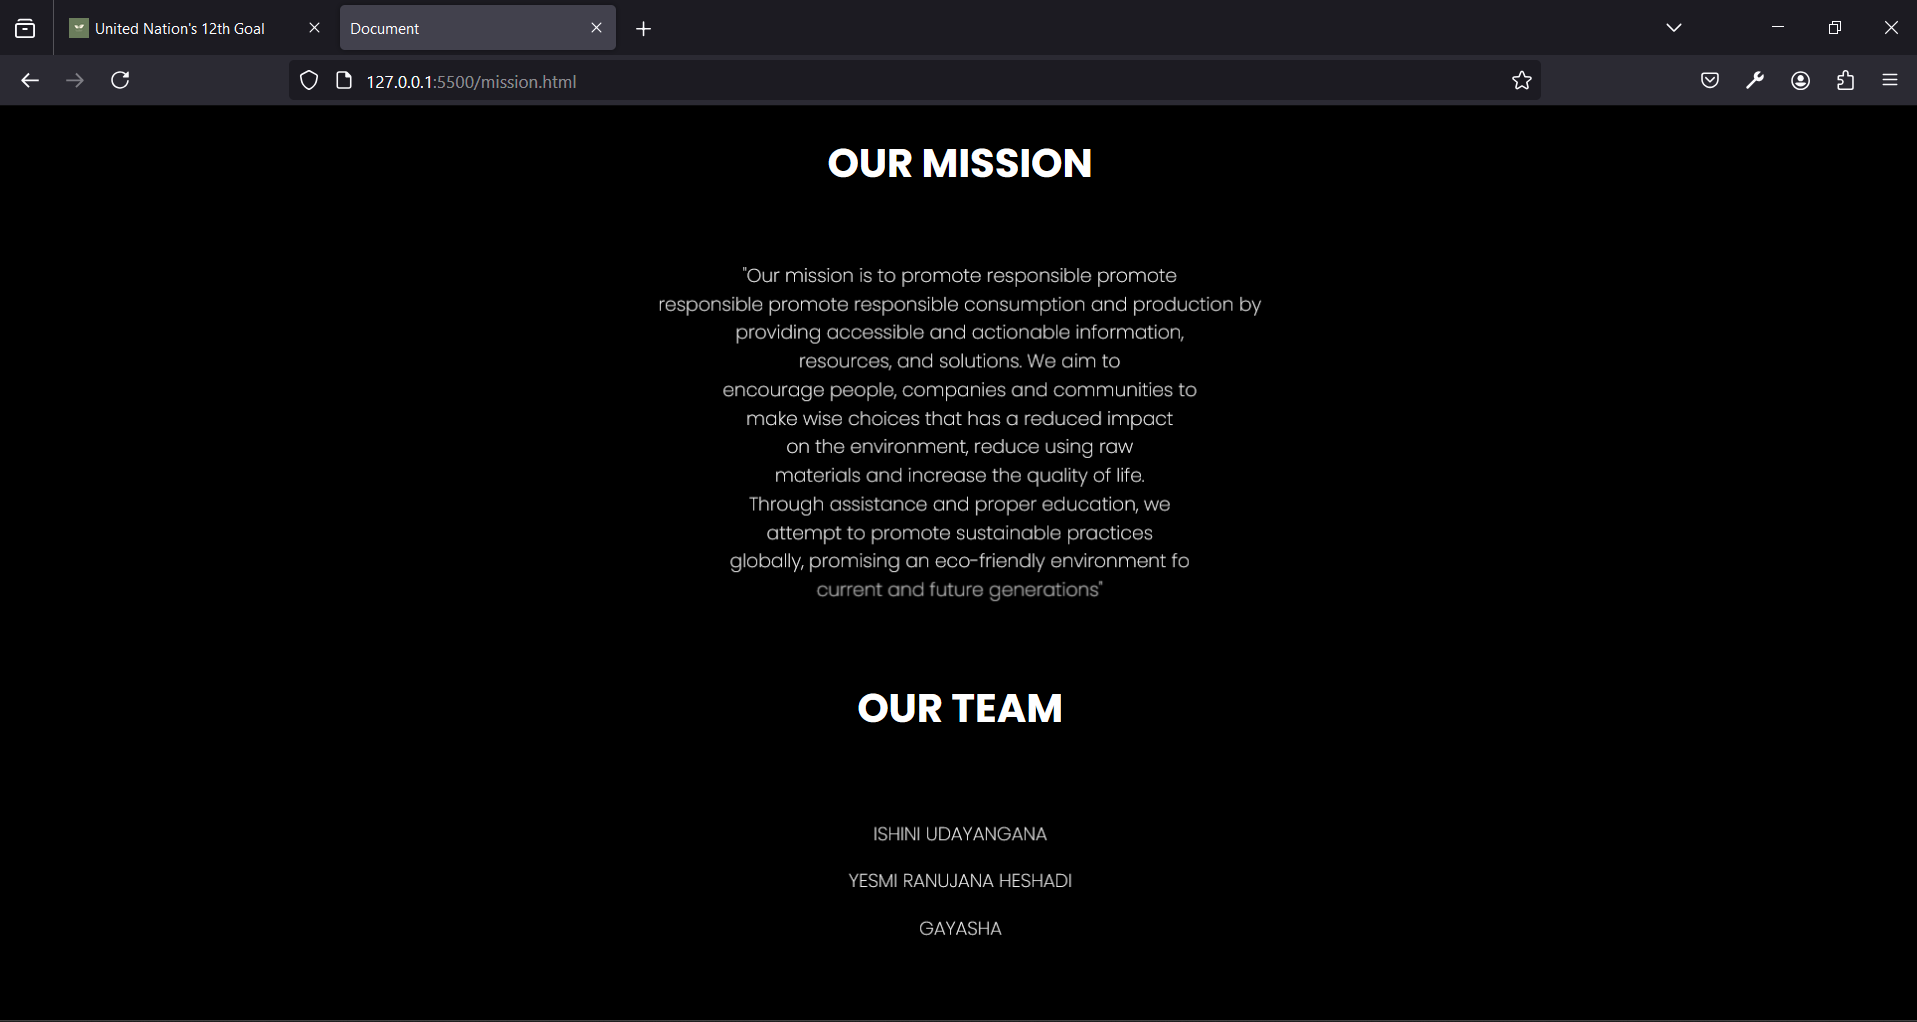 United Nation's 12th Goal
Document
127.0.0.1:5500/mission.html
OUR MISSION
"Our mission is to promote responsible promote
responsible promote responsible consumption and production by
providing accessible and actionable information,
resources, and solutions. We aim to
encourage people, companies and communities to
make wise choices that has a reduced impact
on the environment, reduce using raw
materials and increase the quality of life.
Through assistance and proper education, we
attempt to promote sustainable practices
globally, promising an eco-friendly environment fo
current and future generations"
OUR TEAM
ISHINI UDAYANGANA
YESMI RANUJANA HESHADI
GAYASHA